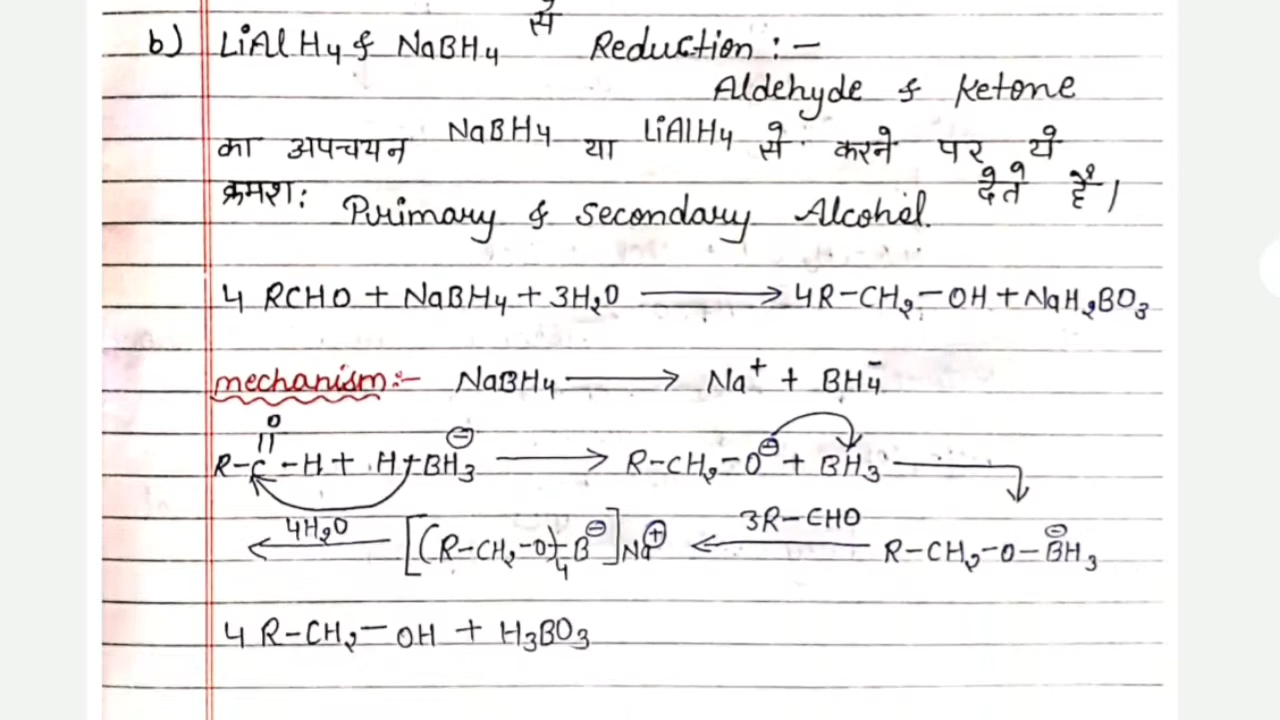 b) LiAlH₄ & NaBH₄ से Reduction :-
Aldehyde & Ketone
का अपचयन NaBH₄ या LiAlH₄ से करने पर ये
क्रमश: Primary & Secondary Alcohol. देते हैं।
4 RCHO + NaBH₄ + 3H₂O ⟶ 4R-CH₂-OH + NaH₂BO₃
mechanism:- NaBH₄ ⟶ Na⁺ + BH₄⁻
O
R-C-H + H-BH₃ ⊖ ⟶ R-CH₂-O⊖ + BH₃
4H₂O ⟵ [(R-CH₂-O)₄B⊖]Na⊕ ⟵ 3R-CHO R-CH₂-O-BH₃ ⊖
4 R-CH₂-OH + H₃BO₃